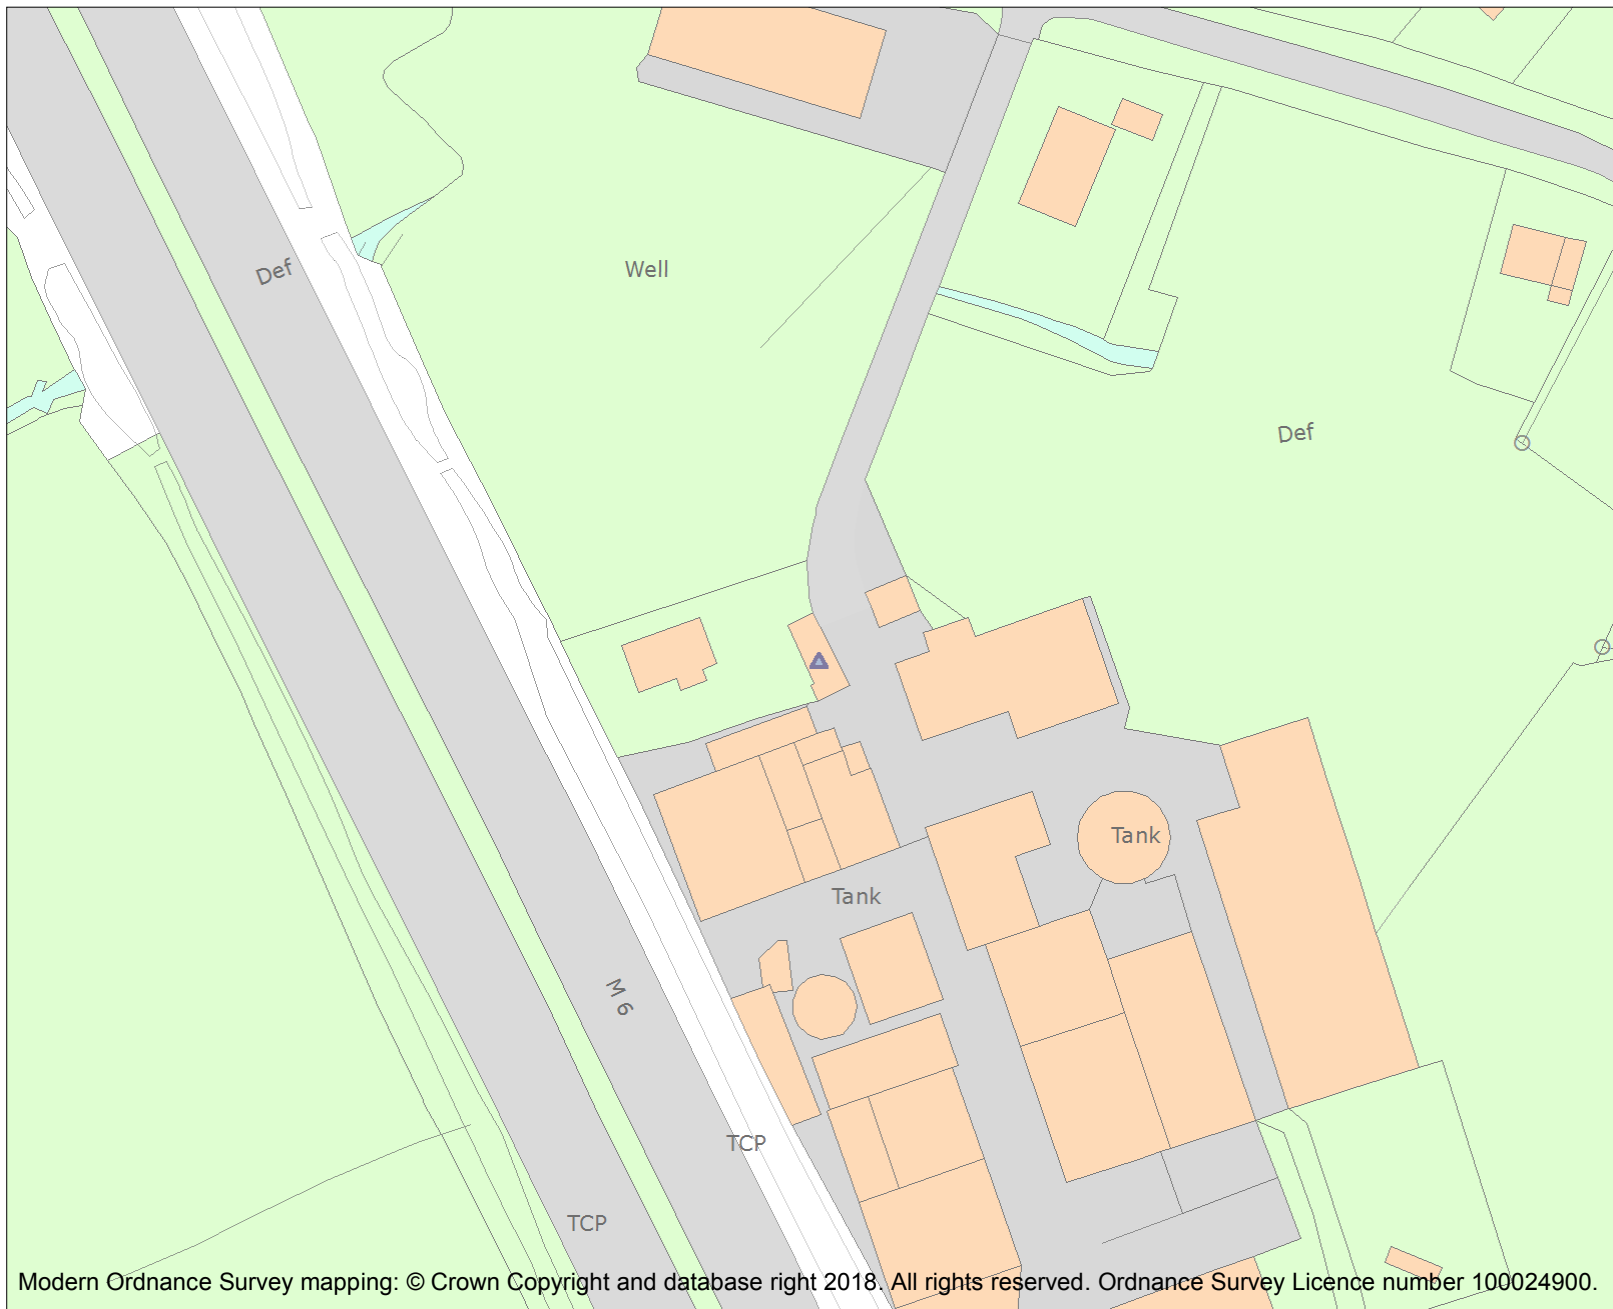 Def
Well
Def
Tank
Tank
M 6
TCP
TCP
Modern Ordnance Survey mapping: © Crown Copyright and database right 2018. All rights reserved. Ordnance Survey Licence number 100024900.